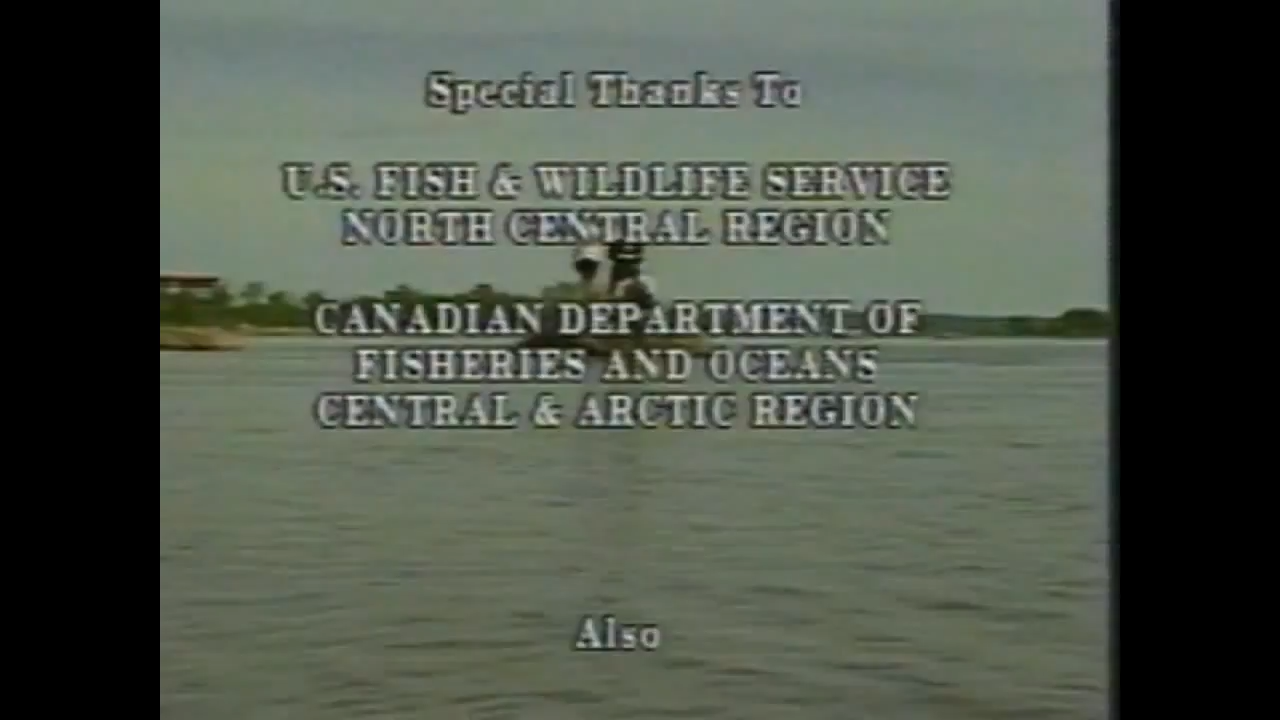 Special Thanks To
U.S. FISH & WILDLIFE SERVICE
NORTH CENTRAL REGION
CANADIAN DEPARTMENT OF
FISHERIES AND OCEANS
CENTRAL & ARCTIC REGION
Also